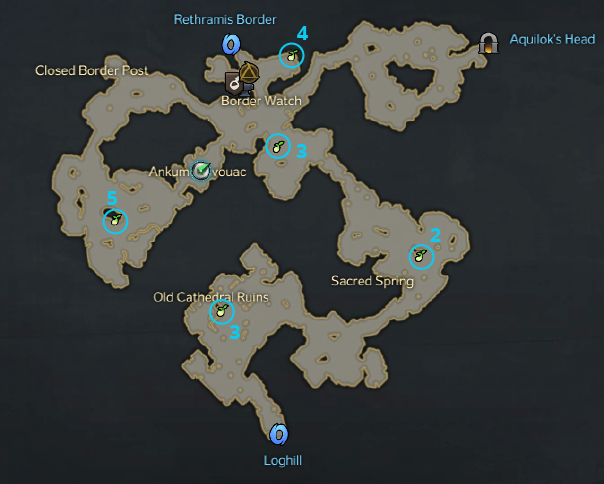 Rethramis Border
4
Aquilok's Head
Closed Border Post
Border Watch
3
Ankum vouac
5
2
Sacred Spring
Old Cathedral Ruins
3
Loghill